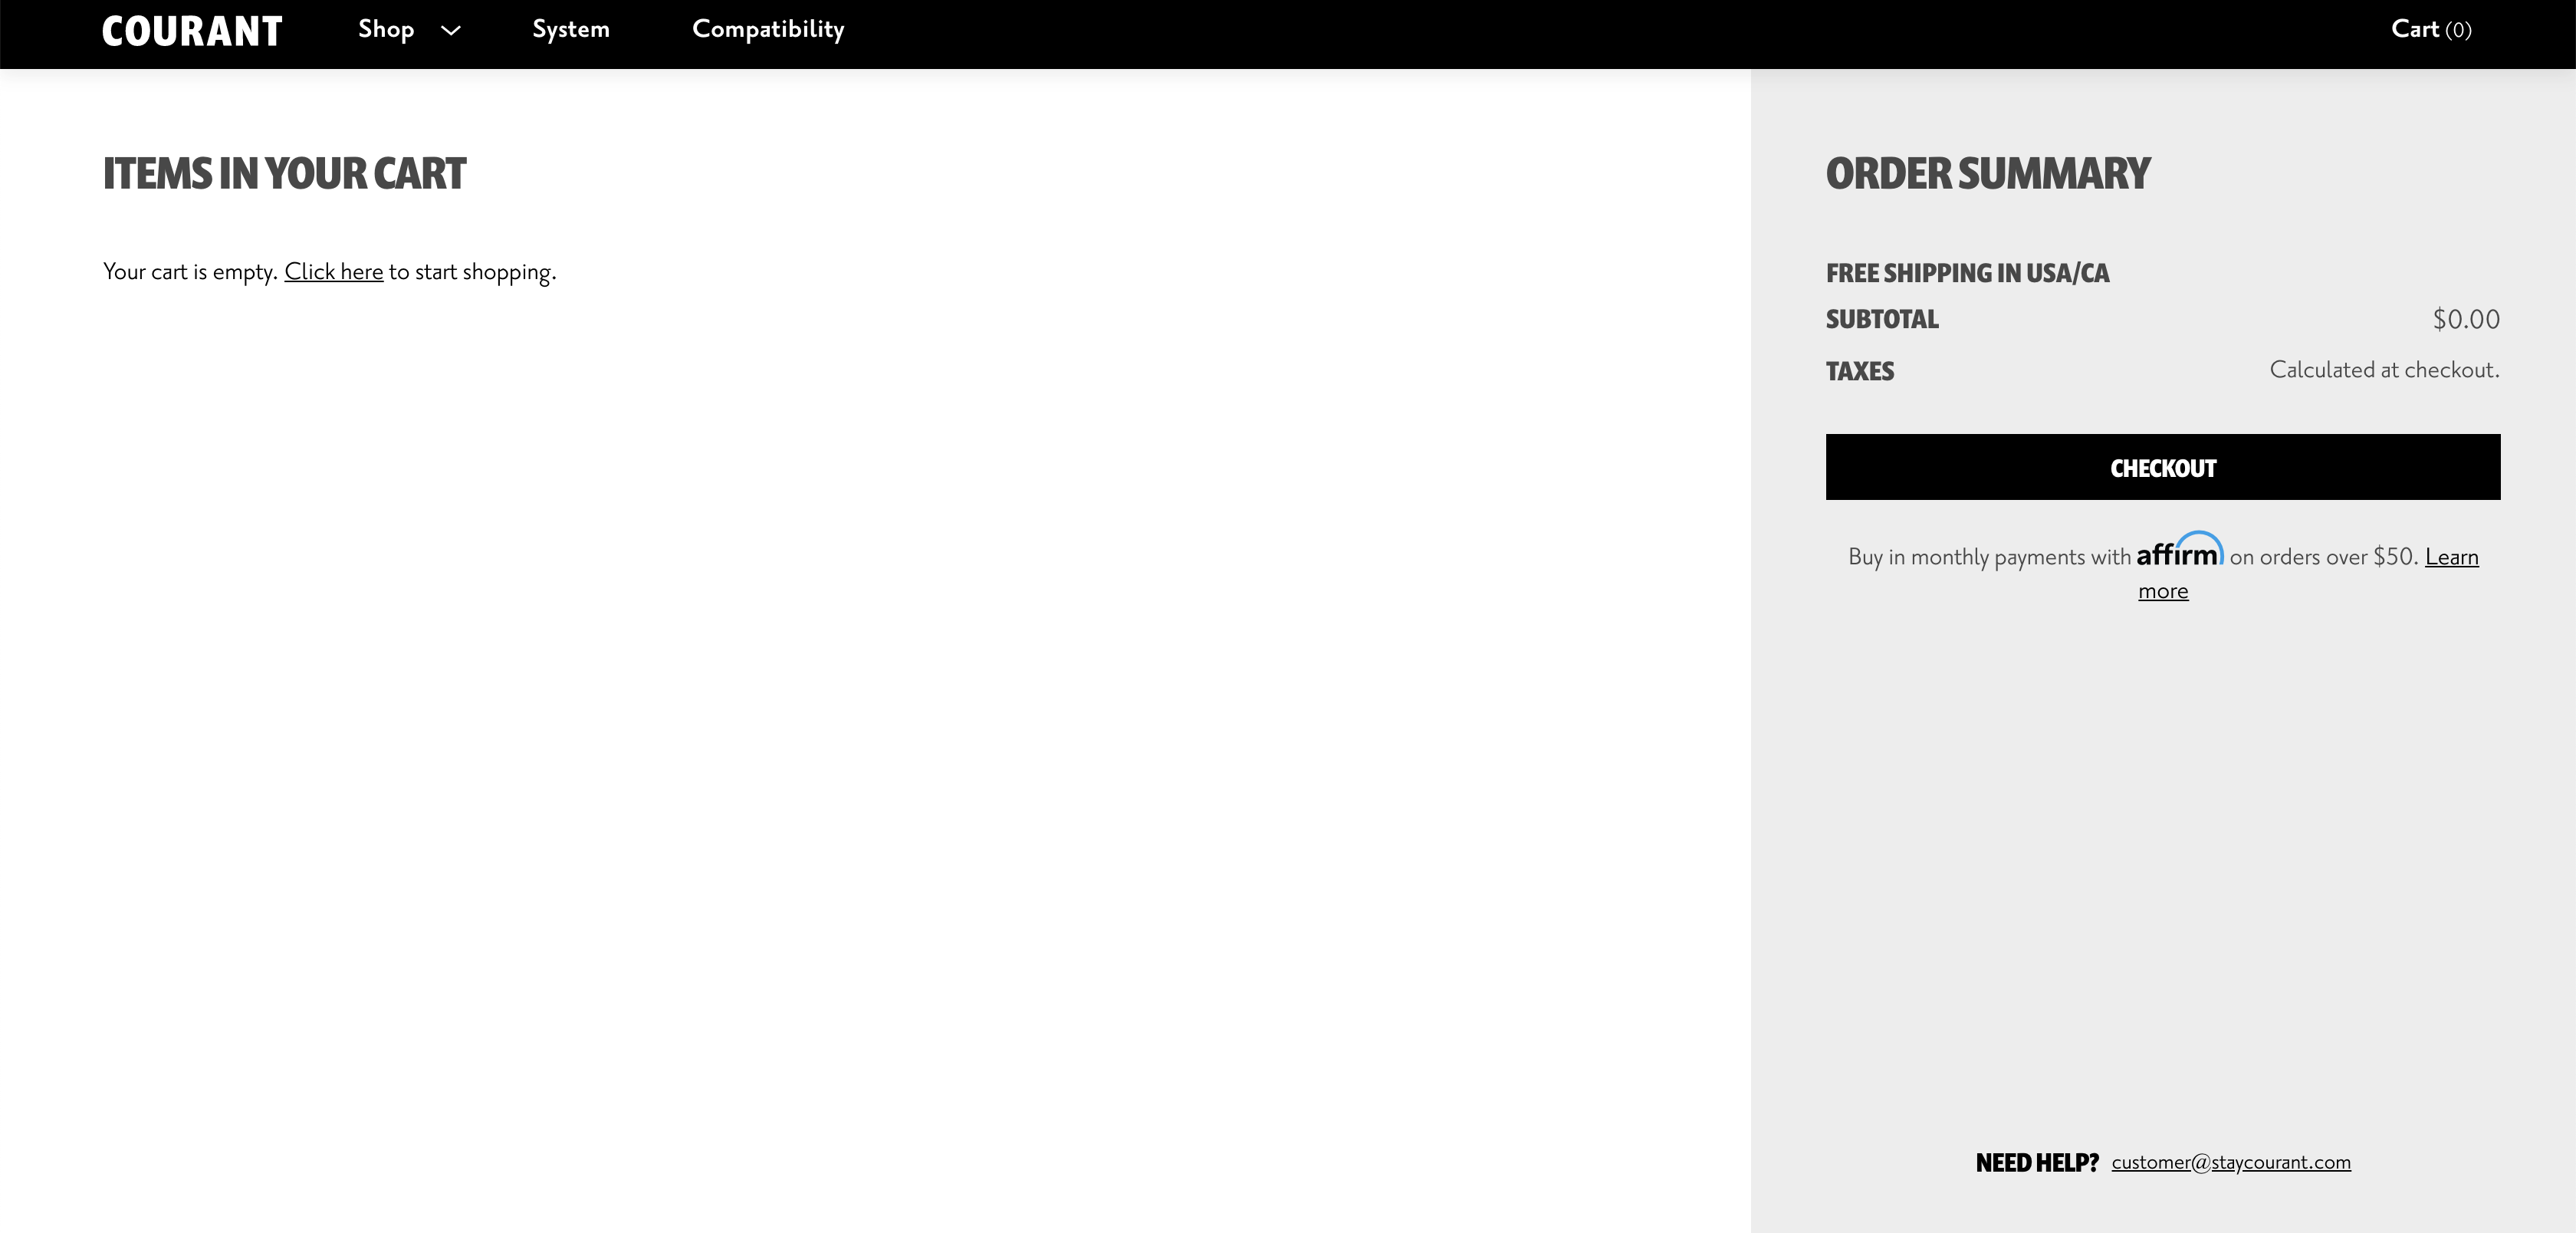 COURANT
Shop
System
Compatibility
Cart (0)
ITEMS IN YOUR CART
Your cart is empty. Click here to start shopping.
ORDER SUMMARY
FREE SHIPPING IN USA/CA
SUBTOTAL $0.00
TAXES Calculated at checkout.
CHECKOUT
Buy in monthly payments with affirm on orders over $50. Learn
more
NEED HELP? customer@staycourant.com